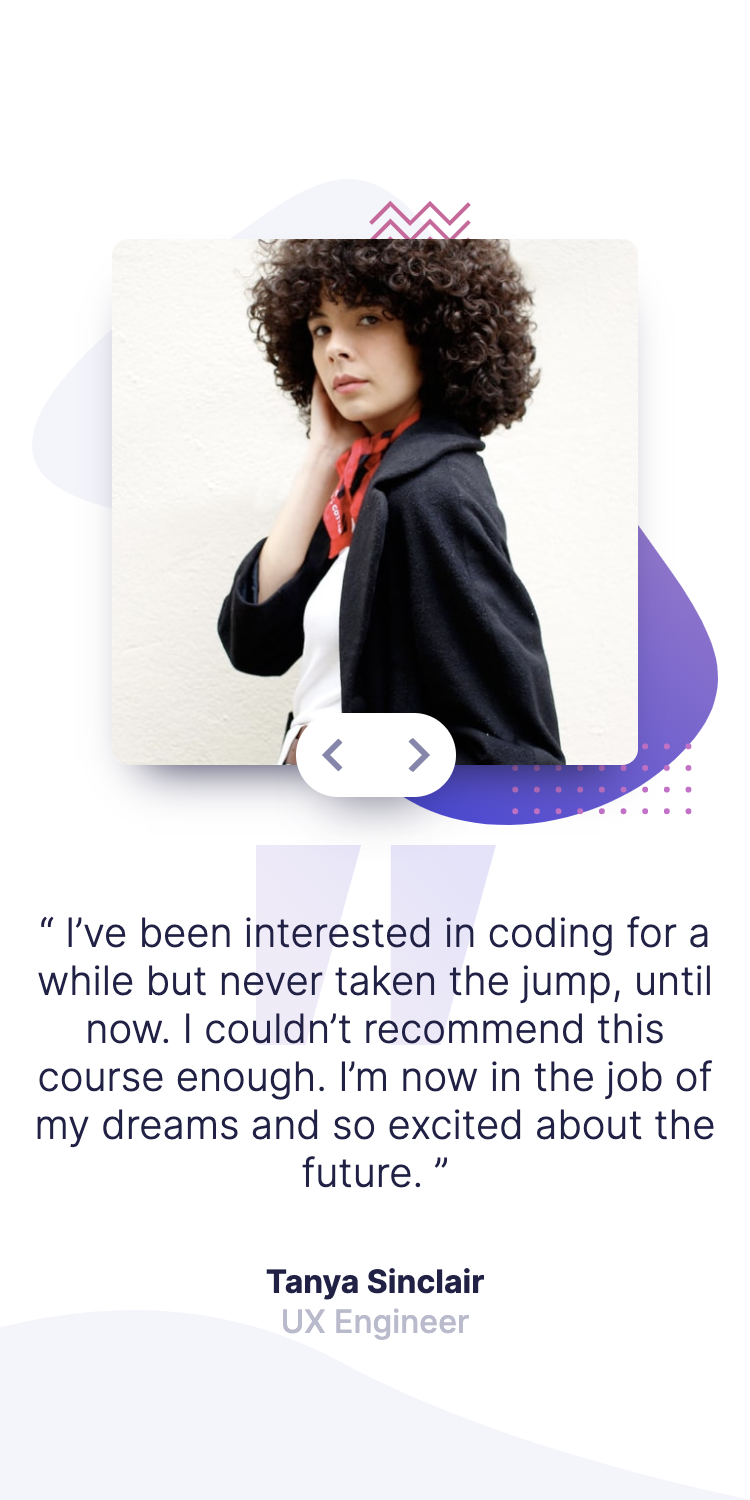 “ I’ve been interested in coding for a
while but never taken the jump, until
now. I couldn’t recommend this
course enough. I’m now in the job of
my dreams and so excited about the
future. ”
Tanya Sinclair
UX Engineer